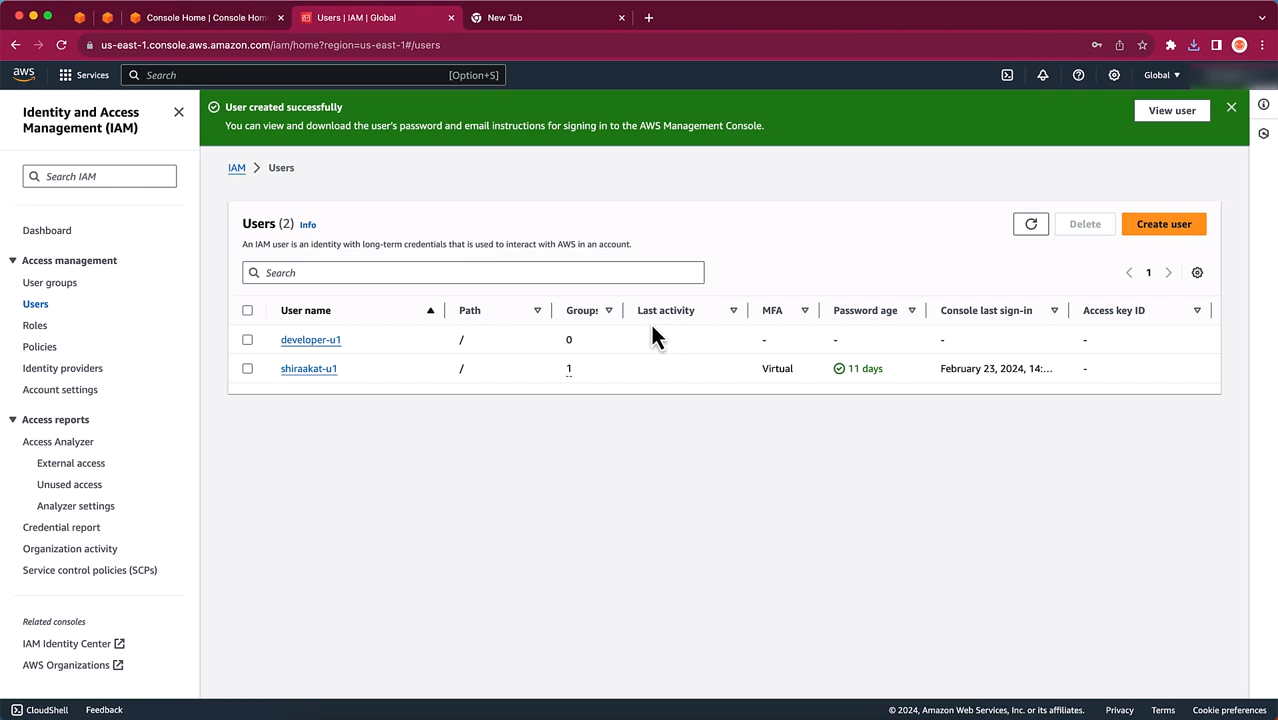 Console Home | Console Hom
Users | IAM | Global
New Tab
us-east-1.console.aws.amazon.com/iam/home?region=us-east-1#/users
aws
Services
Search
[Option+S]
Global
Identity and Access
Management (IAM)
Search IAM
Dashboard
Access management
User groups
Users
Roles
Policies
Identity providers
Account settings
Access reports
Access Analyzer
External access
Unused access
Analyzer settings
Credential report
Organization activity
Service control policies (SCPs)
Related consoles
IAM Identity Center
AWS Organizations
User created successfully
You can view and download the user's password and email instructions for signing in to the AWS Management Console.
View user
IAM > Users
Users (2) Info
An IAM user is an identity with long-term credentials that is used to interact with AWS in an account.
Delete
Create user
Search
1
User name Path Groups Last activity MFA Password age Console last sign-in Access key ID
developer-u1 / 0 - - - -
shiraakat-u1 / 1 Virtual 11 days February 23, 2024, 14:... -
CloudShell Feedback
© 2024, Amazon Web Services, Inc. or its affiliates. Privacy Terms Cookie preferences